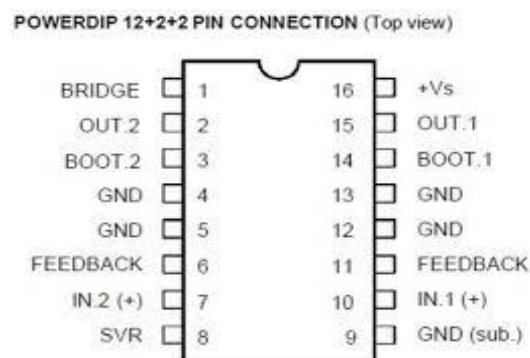 POWERDIP 12+2+2 PIN CONNECTION (Top view)
BRIDGE 1 16 +Vs
OUT.2 2 15 OUT.1
BOOT.2 3 14 BOOT.1
GND 4 13 GND
GND 5 12 GND
FEEDBACK 6 11 FEEDBACK
IN.2 (+) 7 10 IN.1 (+)
SVR 8 9 GND (sub.)